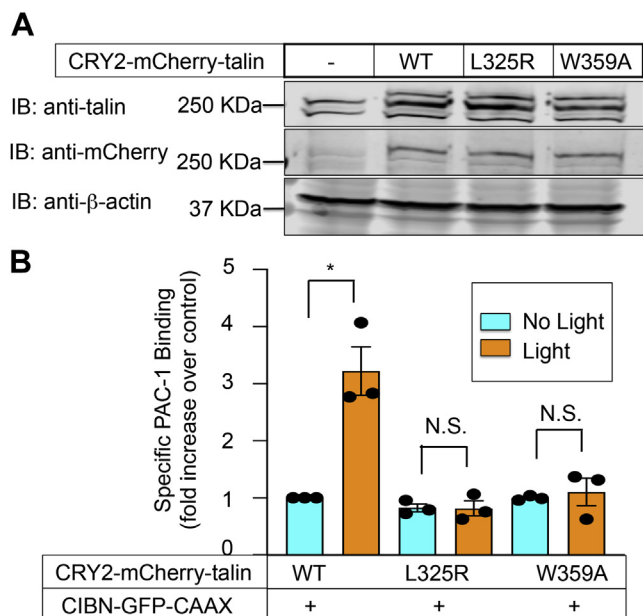 A
CRY2-mCherry-talin - WT L325R W359A
IB: anti-talin 250 KDa
IB: anti-mCherry 250 KDa
IB: anti-β-actin 37 KDa
B
Specific PAC-1 Binding
(fold increase over control)
5
4
3
2
1
0
*
N.S.
N.S.
No Light
Light
CRY2-mCherry-talin WT L325R W359A
CIBN-GFP-CAAX + + +